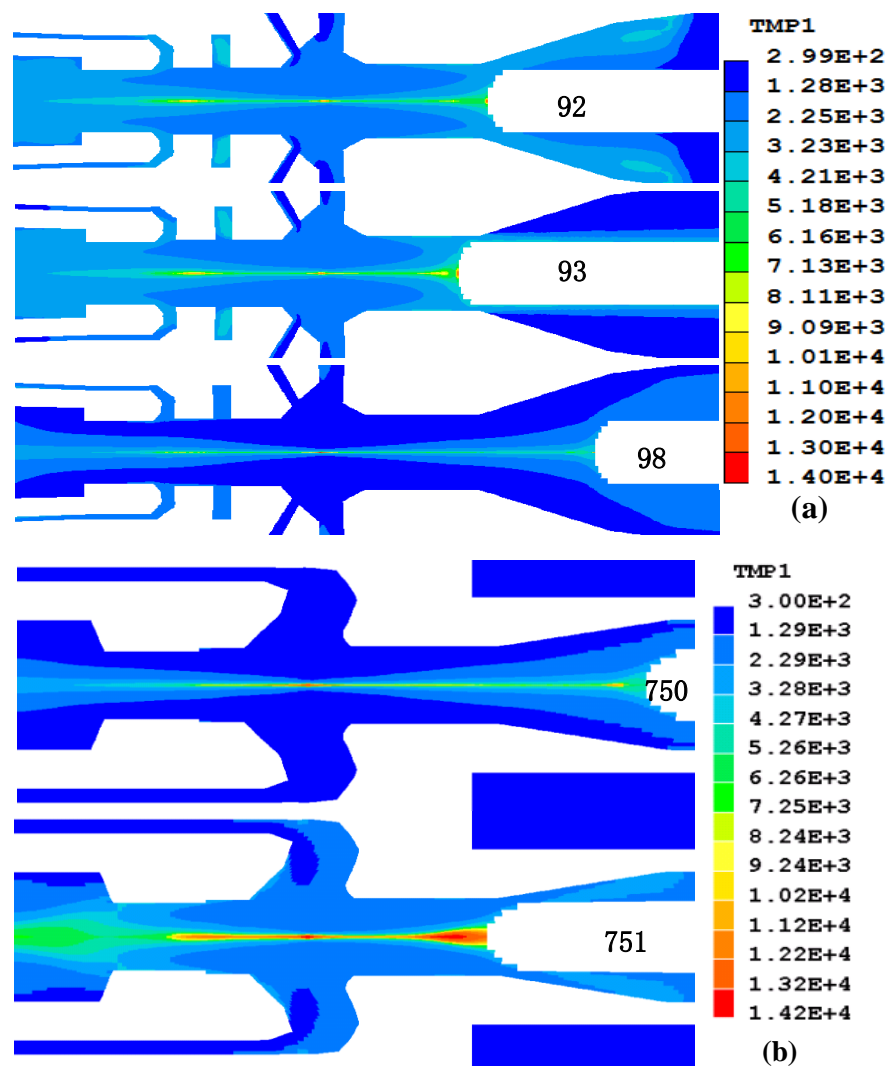 TMP1
2.99E+2
1.28E+3
2.25E+3
3.23E+3
4.21E+3
5.18E+3
6.16E+3
7.13E+3
8.11E+3
9.09E+3
1.01E+4
1.10E+4
1.20E+4
1.30E+4
1.40E+4
92
93
98
(a)
TMP1
3.00E+2
1.29E+3
2.29E+3
3.28E+3
4.27E+3
5.26E+3
6.26E+3
7.25E+3
8.24E+3
9.24E+3
1.02E+4
1.12E+4
1.22E+4
1.32E+4
1.42E+4
750
751
(b)